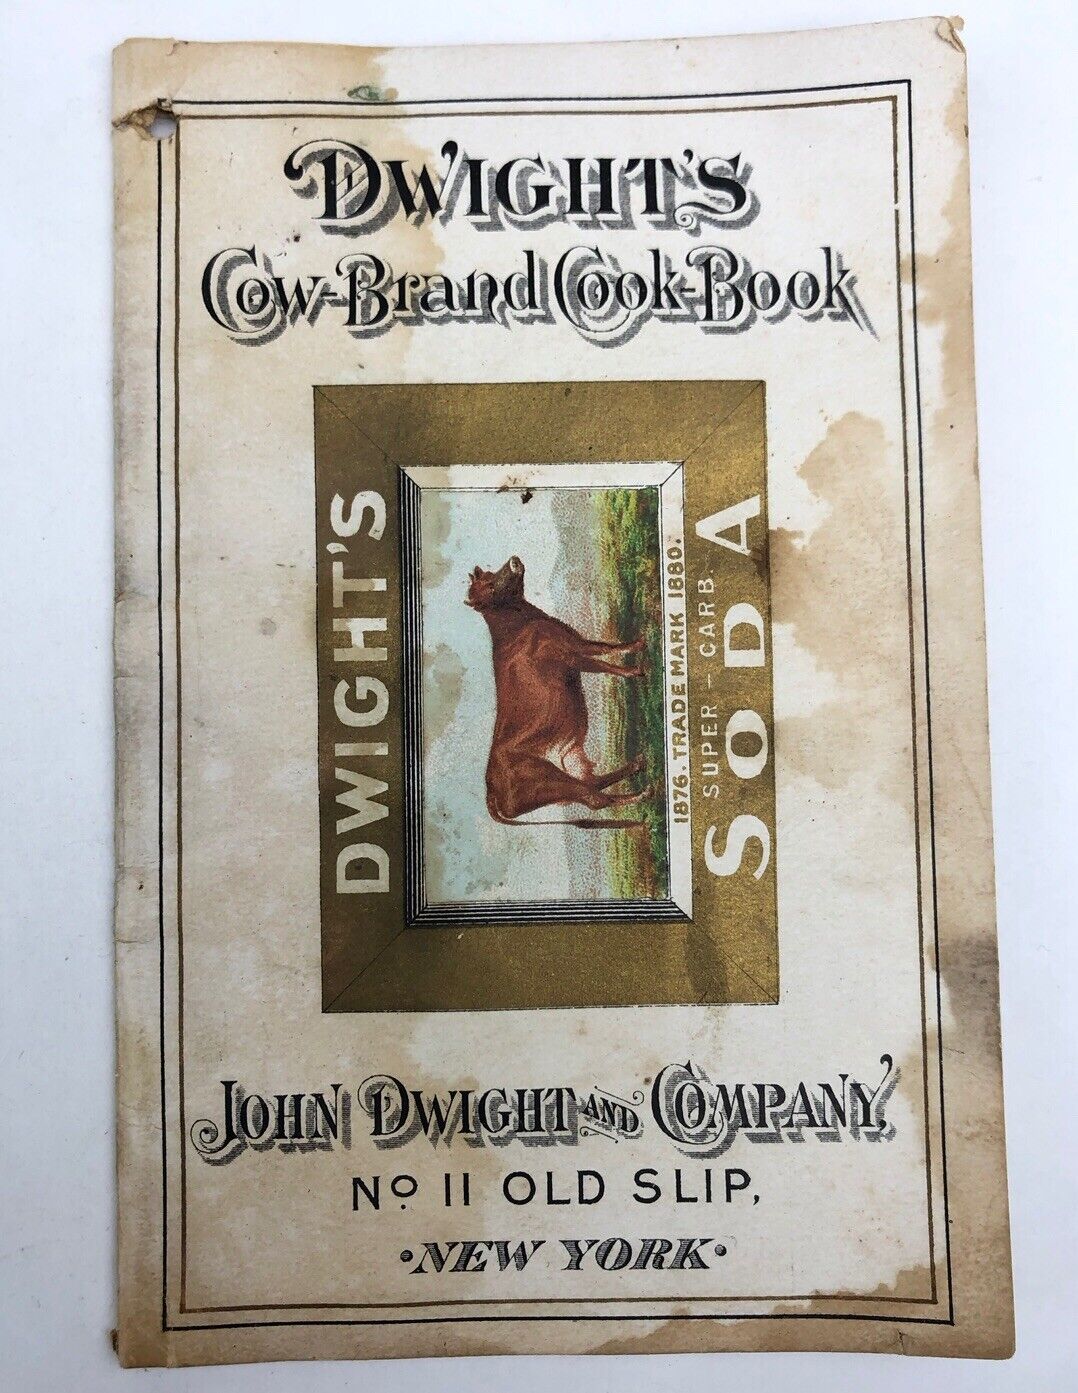 DWIGHT'S
COW-BRAND COOK-BOOK
DWIGHT'S
1876. TRADE MARK 1880.
SUPER-CARB.
SODA
JOHN DWIGHT AND COMPANY,
No 11 OLD SLIP,
•NEW YORK•